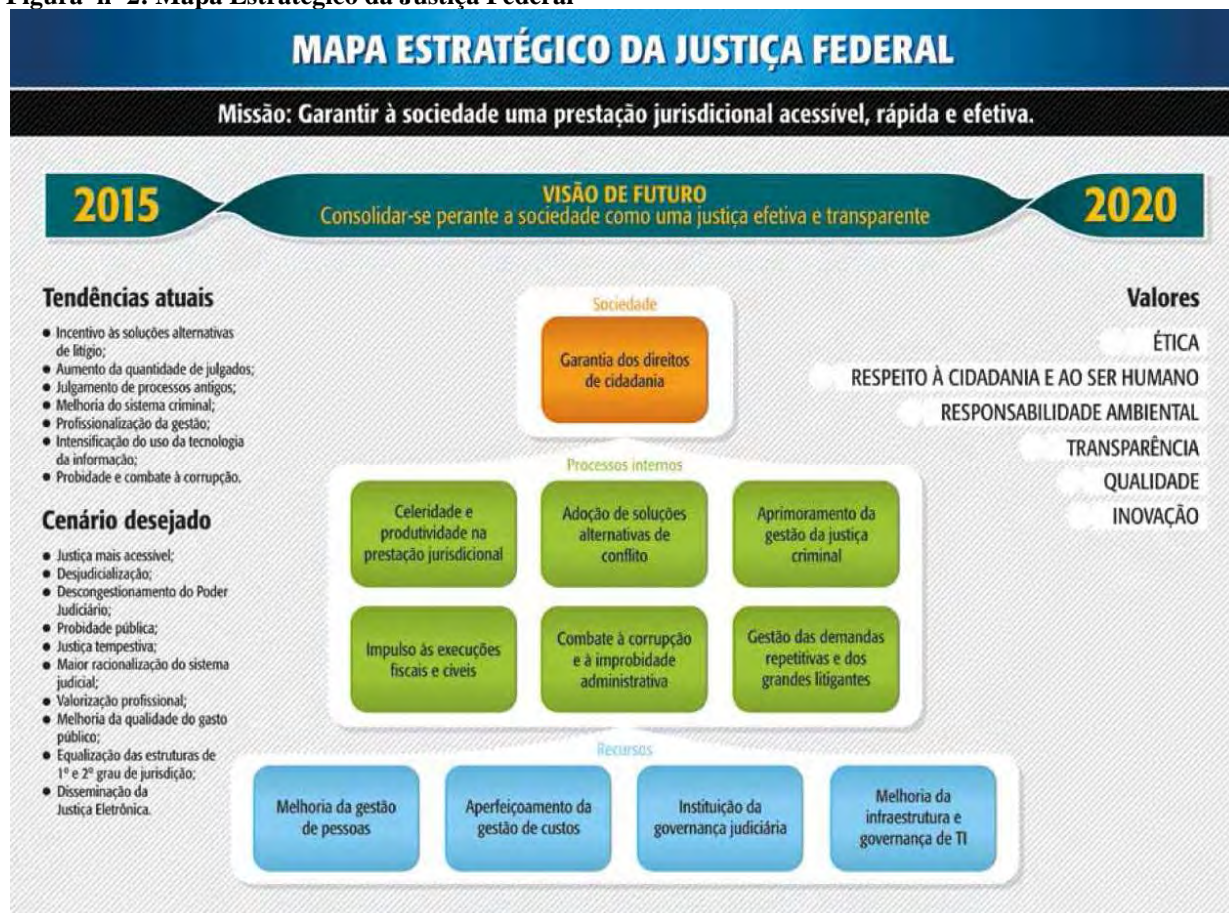 Figura nº 2: Mapa Estratégico da Justiça Federal
MAPA ESTRATÉGICO DA JUSTIÇA FEDERAL
Missão: Garantir à sociedade uma prestação jurisdicional acessível, rápida e efetiva.
2015
VISÃO DE FUTURO
Consolidar-se perante a sociedade como uma justiça efetiva e transparente
2020
Tendências atuais
• Incentivo às soluções alternativas
de litígio;
• Aumento da quantidade de julgados;
• Julgamento de processos antigos;
• Melhoria do sistema criminal;
• Profissionalização da gestão;
• Intensificação do uso da tecnologia
da informação;
• Probidade e combate à corrupção.
Cenário desejado
• Justiça mais acessível;
• Desjudicialização;
• Descongestionamento do Poder
Judiciário;
• Probidade pública;
• Justiça tempestiva;
• Maior racionalização do sistema
judicial;
• Valorização profissional;
• Melhoria da qualidade do gasto
público;
• Equalização das estruturas de
1º e 2º grau de jurisdição;
• Disseminação da
Justiça Eletrônica.
Sociedade
Garantia dos direitos
de cidadania
Processos internos
Celeridade e
produtividade na
prestação jurisdicional
Adoção de soluções
alternativas de
conflito
Aprimoramento da
gestão da justiça
criminal
Impulso às execuções
fiscais e cíveis
Combate à corrupção
e à improbidade
administrativa
Gestão das demandas
repetitivas e dos
grandes litigantes
Recursos
Melhoria da gestão
de pessoas
Aperfeiçoamento da
gestão de custos
Instituição da
governança judiciária
Melhoria da
infraestrutura e
governança de TI
Valores
ÉTICA
RESPEITO À CIDADANIA E AO SER HUMANO
RESPONSABILIDADE AMBIENTAL
TRANSPARÊNCIA
QUALIDADE
INOVAÇÃO